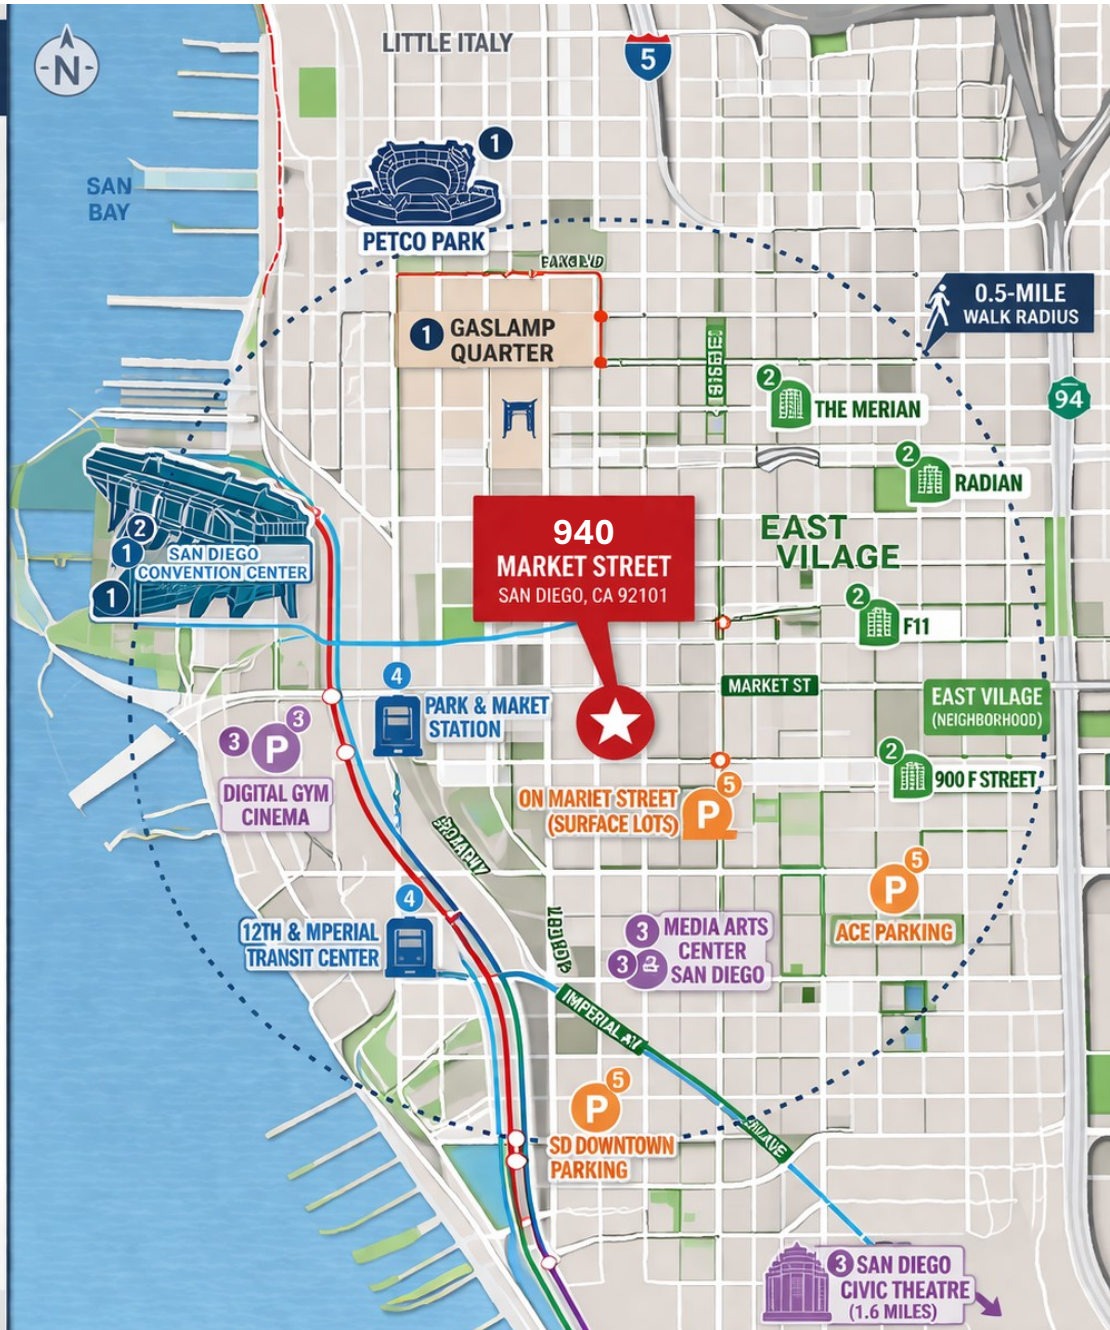 N
LITTLE ITALY
5
1
SAN
BAY
PETCO PARK
0.5-MILE
WALK RADIUS
1
GASLAMP
QUARTER
2
THE MERIAN
94
2
RADIAN
940
MARKET STREET
SAN DIEGO, CA 92101
EAST
VILAGE
2
1
SAN DIEGO
CONVENTION CENTER
1
2
F11
4
PARK & MAKET
STATION
MARKET ST
EAST VILAGE
(NEIGHBORHOOD)
3
3
P
DIGITAL GYM
CINEMA
2
900 F STREET
ON MARIET STREET
(SURFACE LOTS)
5
P
5
P
ACE PARKING
4
12TH & MPERIAL
TRANSIT CENTER
3
MEDIA ARTS
CENTER
3
SAN DIEGO
IMPERIAL AV
5
P
SD DOWNTOWN
PARKING
3
SAN DIEGO
CIVIC THEATRE
(1.6 MILES)